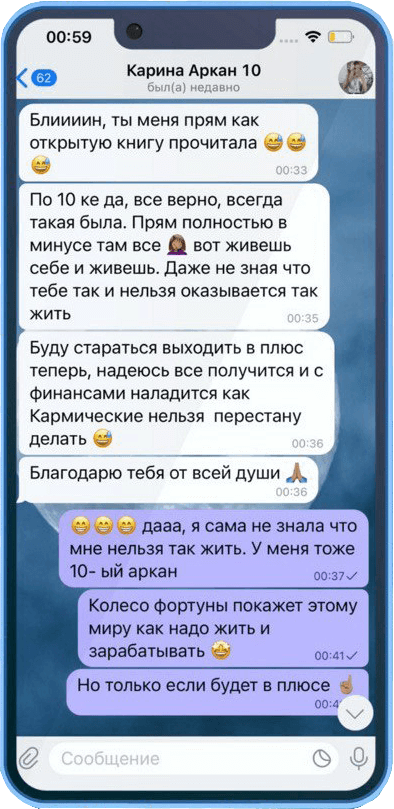 00:59
62
Карина Аркан 10
был(а) недавно
Блиииин, ты меня прям как
открытую книгу прочитала 😅😅
😅
00:33
По 10 ке да, все верно, всегда
такая была. Прям полностью в
минусе там все 🤦🏽‍♀️ вот живешь
себе и живешь. Даже не зная что
тебе так и нельзя оказывается так
жить
00:35
Буду стараться выходить в плюс
теперь, надеюсь все получится и с
финансами наладится как
Кармические нельзя перестану
делать 😅
00:36
Благодарю тебя от всей души 🙏🏽
00:36
😁😁😁 дааа, я сама не знала что
мне нельзя так жить. У меня тоже
10- ый аркан
00:37
Колесо фортуны покажет этому
миру как надо жить и
зарабатывать 🤩
00:41
Но только если будет в плюсе ☝🏽
Сообщение